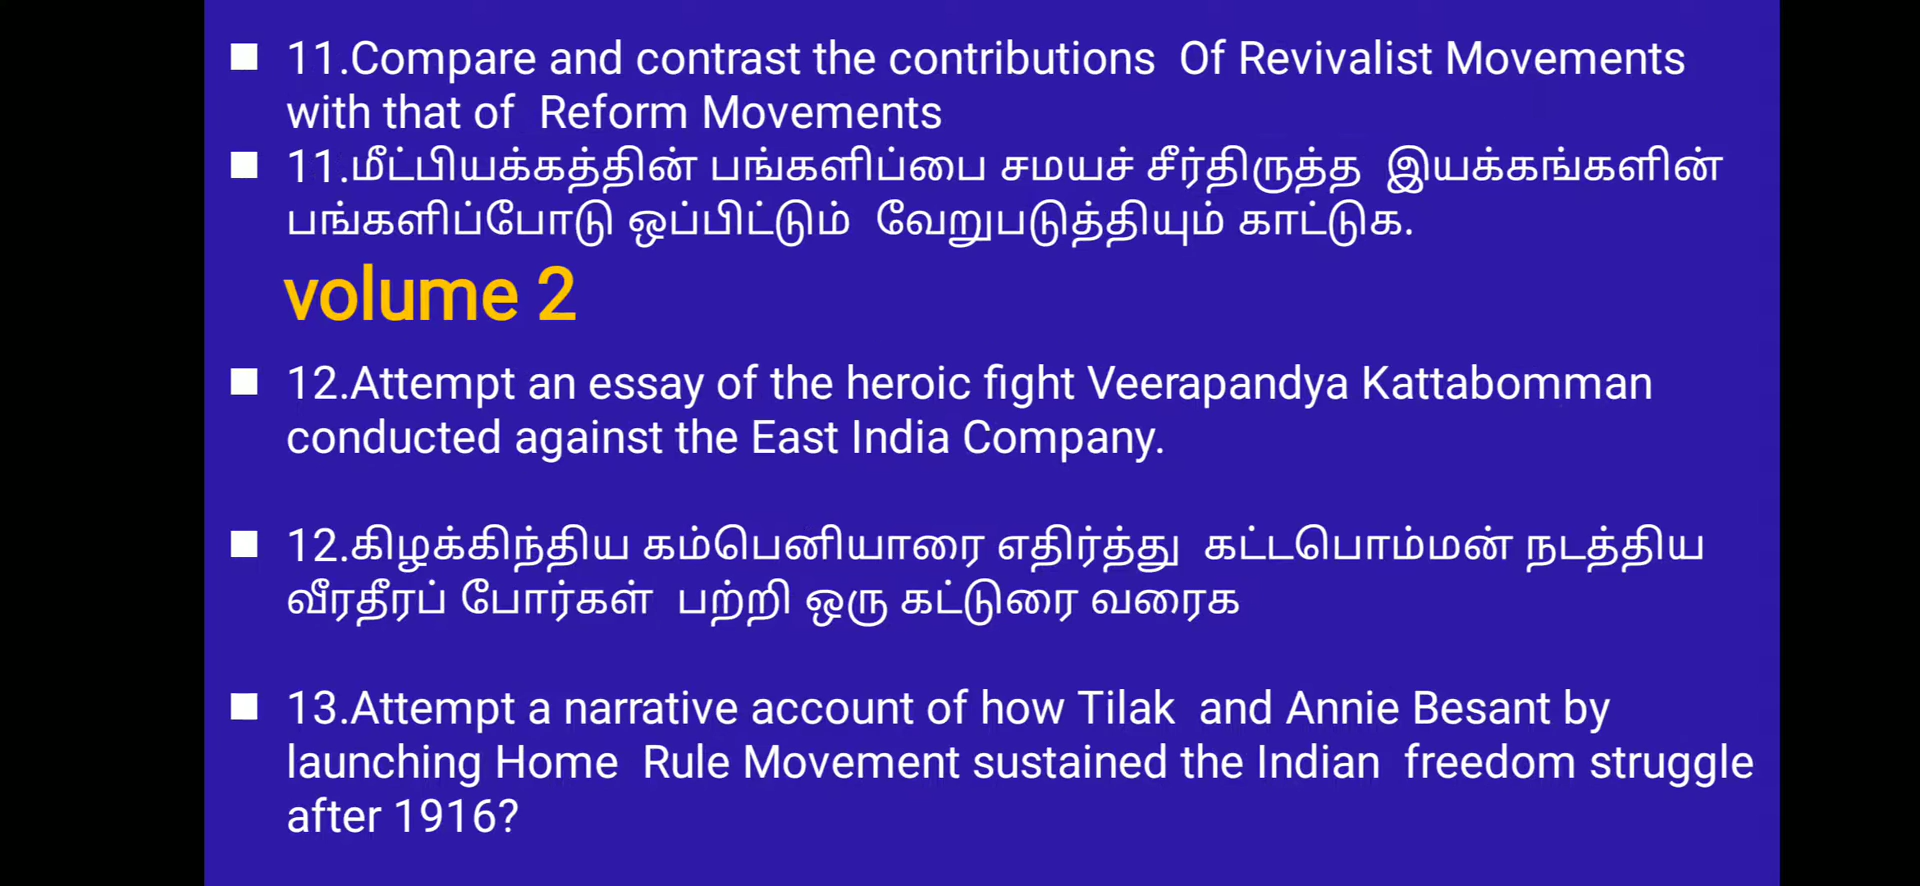 11.Compare and contrast the contributions Of Revivalist Movements
with that of Reform Movements
11.மீட்பியக்கத்தின் பங்களிப்பை சமயச் சீர்திருத்த இயக்கங்களின்
பங்களிப்போடு ஒப்பிட்டும் வேறுபடுத்தியும் காட்டுக.
volume 2
12.Attempt an essay of the heroic fight Veerapandya Kattabomman
conducted against the East India Company.
12.கிழக்கிந்திய கம்பெனியாரை எதிர்த்து கட்டபொம்மன் நடத்திய
வீரதீரப் போர்கள் பற்றி ஒரு கட்டுரை வரைக
13.Attempt a narrative account of how Tilak and Annie Besant by
launching Home Rule Movement sustained the Indian freedom struggle
after 1916?